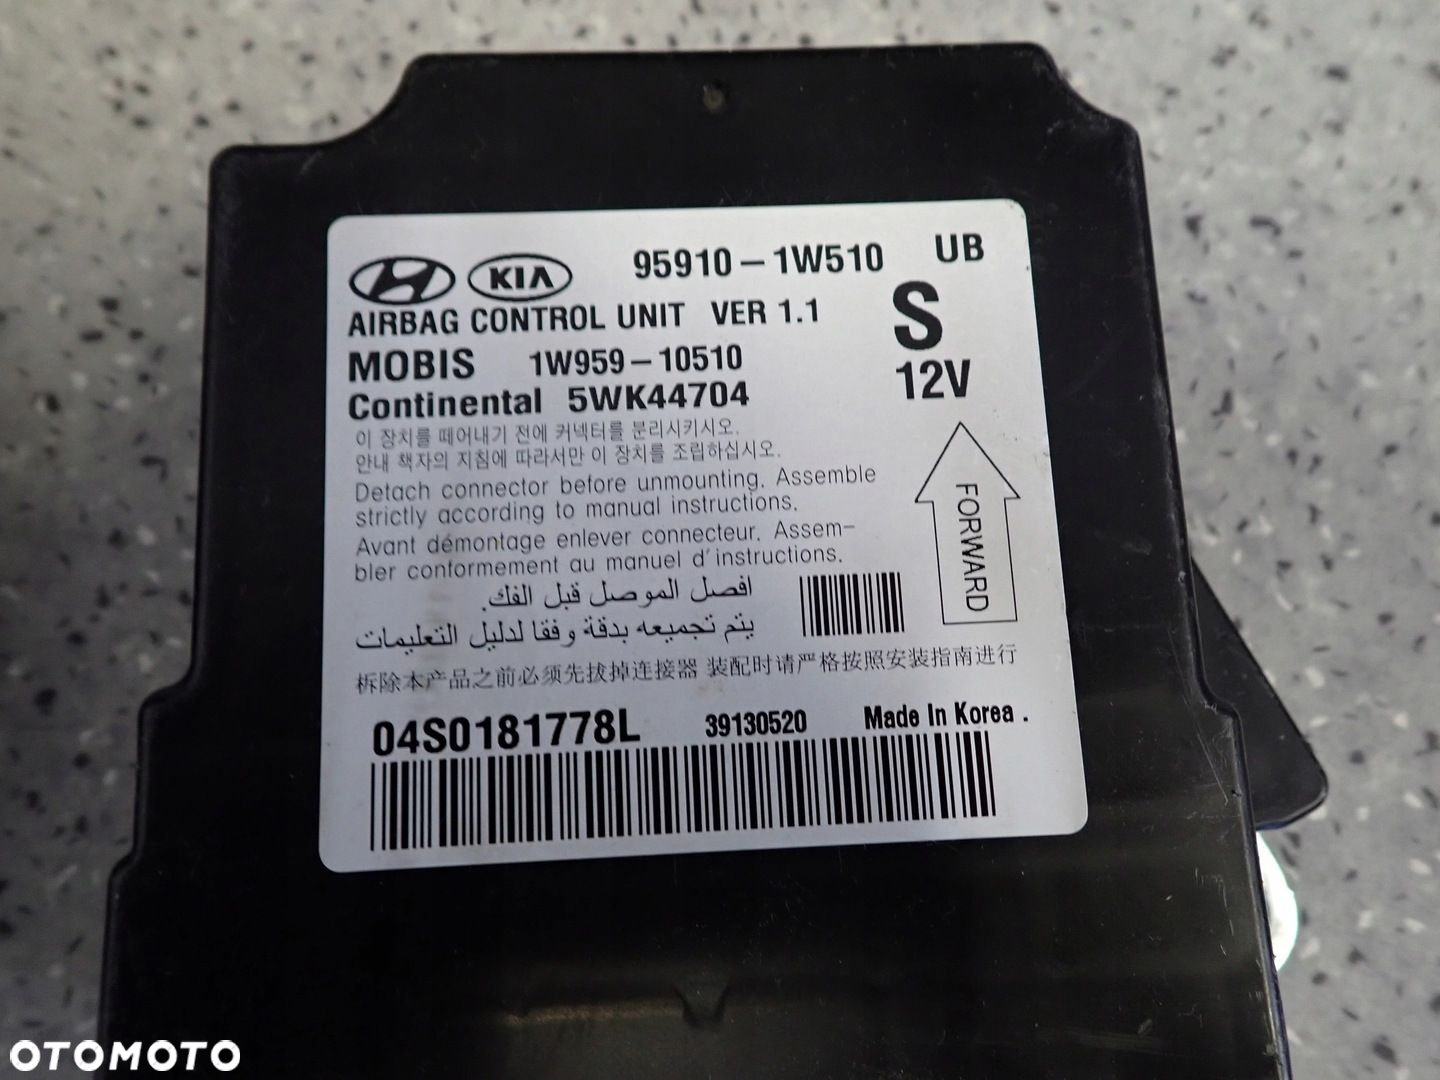 KIA 95910-1W510 UB
AIRBAG CONTROL UNIT VER 1.1
S
MOBIS 1W959-10510
12V
Continental 5WK44704
이 장치를 떼어내기 전에 커넥터를 분리시키시오.
안내 책자의 지침에 따라서만 이 장치를 조립하십시오.
Detach connector before unmounting. Assemble
strictly according to manual instructions.
Avant démontage enlever connecteur. Assem-
bler conformement au manuel d'instructions.
FORWARD
افصل الموصل قبل الفك.
يتم تجميعه بدقة وفقا لدليل التعليمات
拆除本产品之前必须先拔掉连接器 装配时请严格按照安装指南进行
04S0181778L 39130520 Made In Korea .
OTOMOTO